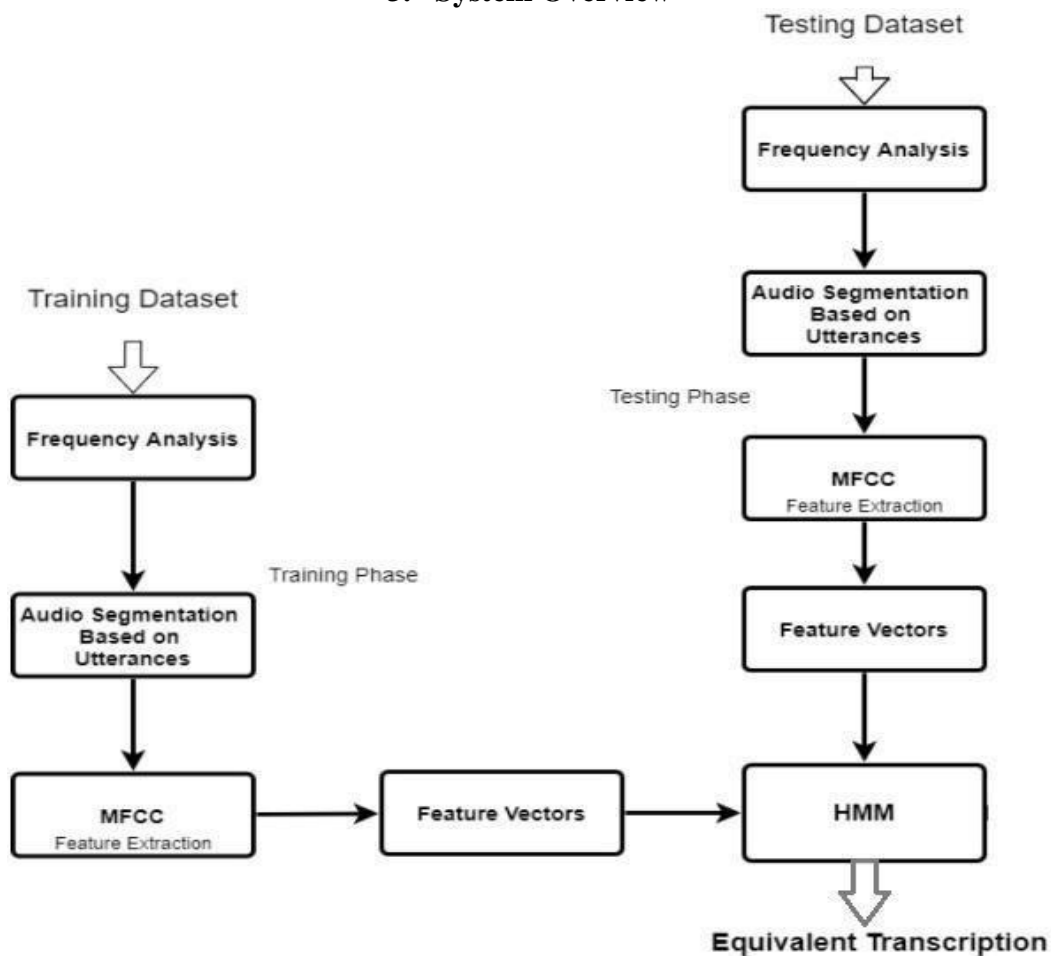 Testing Dataset
Frequency Analysis
Audio Segmentation
Based on
Utterances
Testing Phase
MFCC
Feature Extraction
Feature Vectors
Training Dataset
Frequency Analysis
Training Phase
Audio Segmentation
Based on
Utterances
MFCC
Feature Extraction
Feature Vectors
HMM
Equivalent Transcription